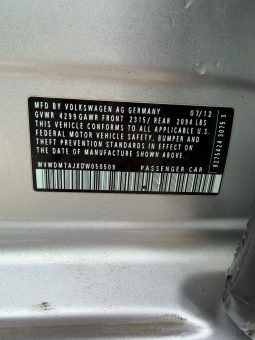 MFD BY VOLKSWAGEN AG GERMANY 07/12
GVWR 4299 GAWR FRONT 2315/ REAR 2094 LBS
THIS VEHICLE CONFORMS TO ALL APPLICABLE U.S.
FEDERAL MOTOR VEHICLE SAFETY, BUMPER AND
THEFT PREVENTION STANDARDS IN EFFECT ON
THE DATE OF MANUFACTURE SHOWN ABOVE.
PASSENGER CAR